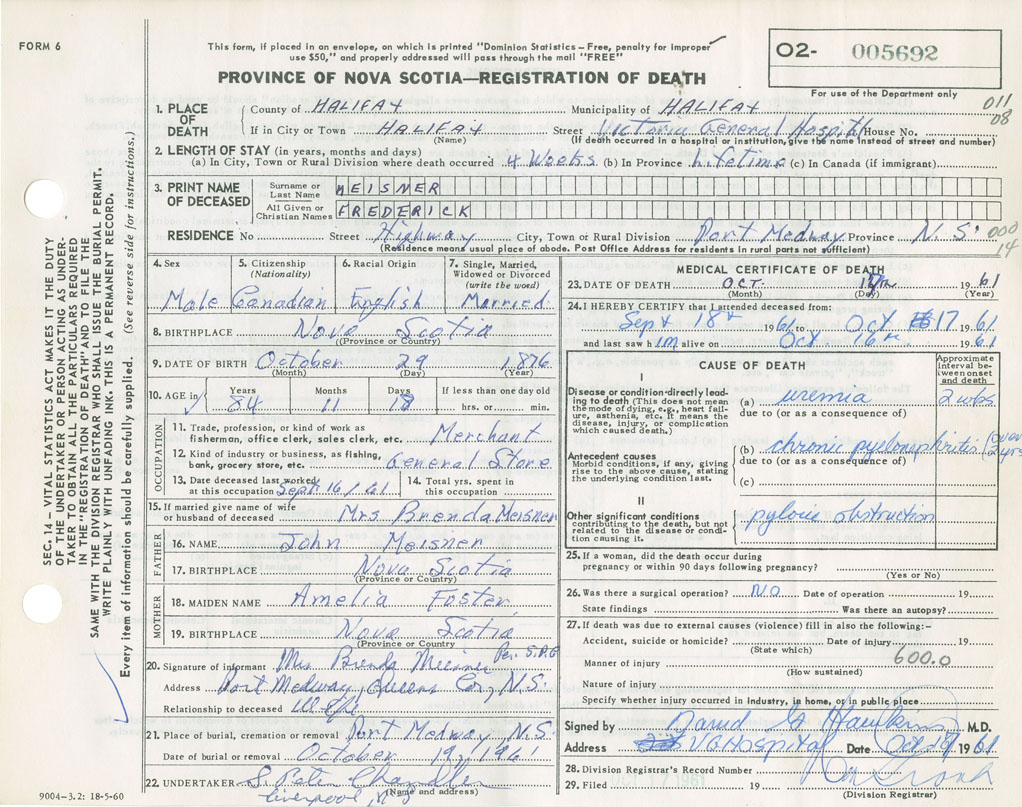 FORM 6
This form, if placed in an envelope, on which is printed "Dominion Statistics – Free, penalty for improper
use $50," and properly addressed will pass through the mail "FREE"
PROVINCE OF NOVA SCOTIA—REGISTRATION OF DEATH
02- 005692
For use of the Department only
011
08
1. PLACE OF DEATH
County of HALIFAX Municipality of HALIFAX
If in City or Town HALIFAX Street Victoria General Hospital House No.
(Name) (If death occurred in a hospital or institution, give the name instead of street and number)
2. LENGTH OF STAY (in years, months and days)
(a) In City, Town or Rural Division where death occurred 4 Weeks (b) In Province Lifetime (c) In Canada (if immigrant)
3. PRINT NAME OF DECEASED
Surname or Last Name MEISNER
All Given or Christian Names FREDERICK
RESIDENCE No Street Highway City, Town or Rural Division Port Medway Province N.S.
(Residence means usual place of abode. Post Office Address for residents in rural parts not sufficient)
000
14
4. Sex Male
5. Citizenship (Nationality) Canadian
6. Racial Origin English
7. Single, Married, Widowed or Divorced (write the word) Married
8. BIRTHPLACE Nova Scotia
(Province or Country)
9. DATE OF BIRTH October 29 1876
(Month) (Day) (Year)
10. AGE in Years 84 Months 11 Days 18 If less than one day old hrs. or min.
OCCUPATION
11. Trade, profession, or kind of work as
fisherman, office clerk, sales clerk, etc. Merchant
12. Kind of industry or business, as fishing,
bank, grocery store, etc. General Store
13. Date deceased last worked
at this occupation Sept 16/61
14. Total yrs. spent in
this occupation
15. If married give name of wife
or husband of deceased Mrs. Brenda Meisner
FATHER
16. NAME John Meisner
17. BIRTHPLACE Nova Scotia
(Province or Country)
MOTHER
18. MAIDEN NAME Amelia Foster
19. BIRTHPLACE Nova Scotia
(Province or Country)
20. Signature of informant Mrs Brenda Meisner Per.
Address Port Medway, Queens Co., N.S.
Relationship to deceased Wife
21. Place of burial, cremation or removal Port Medway N.S.
Date of burial or removal October 19, 1961
22. UNDERTAKER S. Pete Chandler
(Name and address)
Liverpool, N S
9004-3.2: 18-5-60
MEDICAL CERTIFICATE OF DEATH
23. DATE OF DEATH OCT. 17th 1961
(Month) (Day) (Year)
24. I HEREBY CERTIFY that I attended deceased from:
Sept 18th 1961 to Oct 17 1961
and last saw him alive on Oct 16th 1961
CAUSE OF DEATH
Approximate interval between onset and death
I
Disease or condition directly leading to death (This does not mean the mode of dying, e.g., heart failure, asthenia, etc. It means the disease, injury, or complication which caused death.)
(a) uremia 2 wks
due to (or as a consequence of)
Antecedent causes
Morbid conditions, if any, giving rise to the above cause, stating the underlying condition last.
(b) chronic pyelonephritis (over 2 yrs
due to (or as a consequence of)
(c)
II
Other significant conditions
contributing to the death, but not related to the disease or condition causing it.
pyloric obstruction
25. If a woman, did the death occur during
pregnancy or within 90 days following pregnancy?
(Yes or No)
26. Was there a surgical operation? NO Date of operation 19
State findings Was there an autopsy?
27. If death was due to external causes (violence) fill in also the following:–
Accident, suicide or homicide? Date of injury 19
(State which)
600.0
Manner of injury
(How sustained)
Nature of injury
Specify whether injury occurred in Industry, in home, or in public place
Signed by David G Hawkins M.D.
Address VG Hospital Date Oct 19 1961
28. Division Registrar's Record Number
29. Filed 19
(Division Registrar)
SEC. 14 – VITAL STATISTICS ACT MAKES IT THE DUTY
OF THE UNDERTAKER OR PERSON ACTING AS UNDER-
TAKER TO OBTAIN ALL THE PARTICULARS REQUIRED
IN THE "REGISTRATION OF DEATH" AND TO FILE THE
SAME WITH THE DIVISION REGISTRAR WHO SHALL ISSUE THE BURIAL PERMIT.
WRITE PLAINLY WITH UNFADING INK. THIS IS A PERMANENT RECORD.
Every item of information should be carefully supplied. (See reverse side for instructions.)